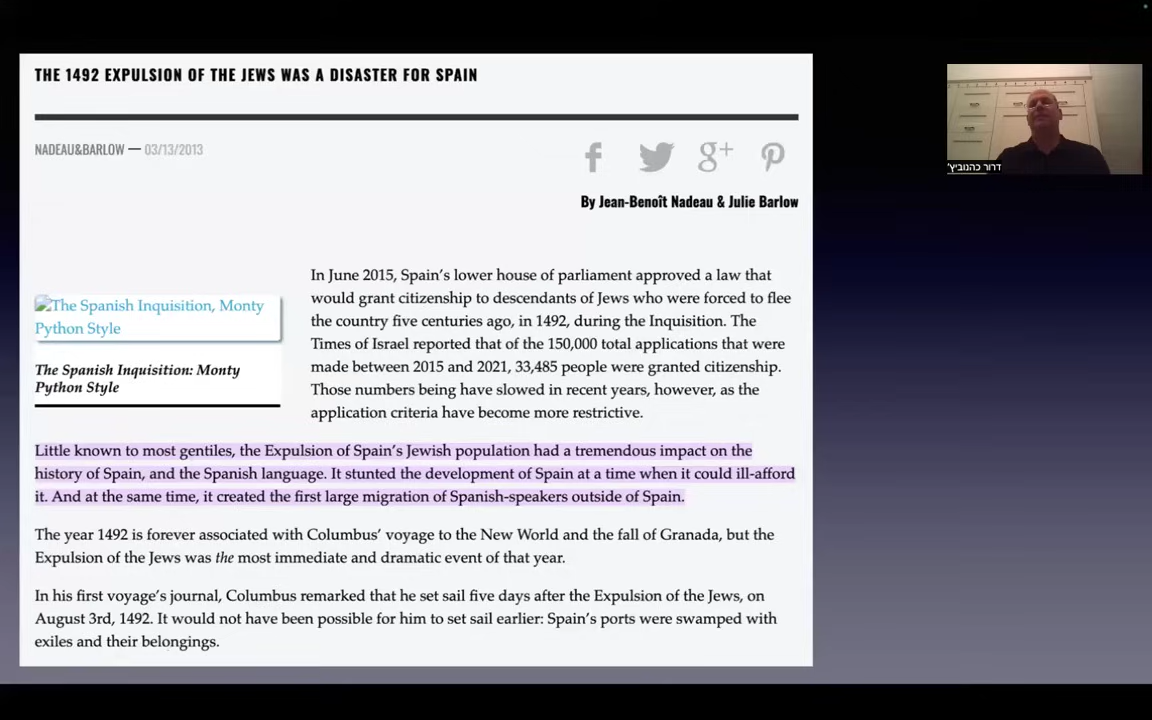 THE 1492 EXPULSION OF THE JEWS WAS A DISASTER FOR SPAIN
NADEAU&BARLOW — 03/13/2013
By Jean-Benoît Nadeau & Julie Barlow
The Spanish Inquisition, Monty
Python Style
The Spanish Inquisition: Monty
Python Style
In June 2015, Spain's lower house of parliament approved a law that
would grant citizenship to descendants of Jews who were forced to flee
the country five centuries ago, in 1492, during the Inquisition. The
Times of Israel reported that of the 150,000 total applications that were
made between 2015 and 2021, 33,485 people were granted citizenship.
Those numbers being have slowed in recent years, however, as the
application criteria have become more restrictive.
Little known to most gentiles, the Expulsion of Spain's Jewish population had a tremendous impact on the
history of Spain, and the Spanish language. It stunted the development of Spain at a time when it could ill-afford
it. And at the same time, it created the first large migration of Spanish-speakers outside of Spain.
The year 1492 is forever associated with Columbus' voyage to the New World and the fall of Granada, but the
Expulsion of the Jews was the most immediate and dramatic event of that year.
In his first voyage's journal, Columbus remarked that he set sail five days after the Expulsion of the Jews, on
August 3rd, 1492. It would not have been possible for him to set sail earlier: Spain's ports were swamped with
exiles and their belongings.
דרור כהנוביץ'